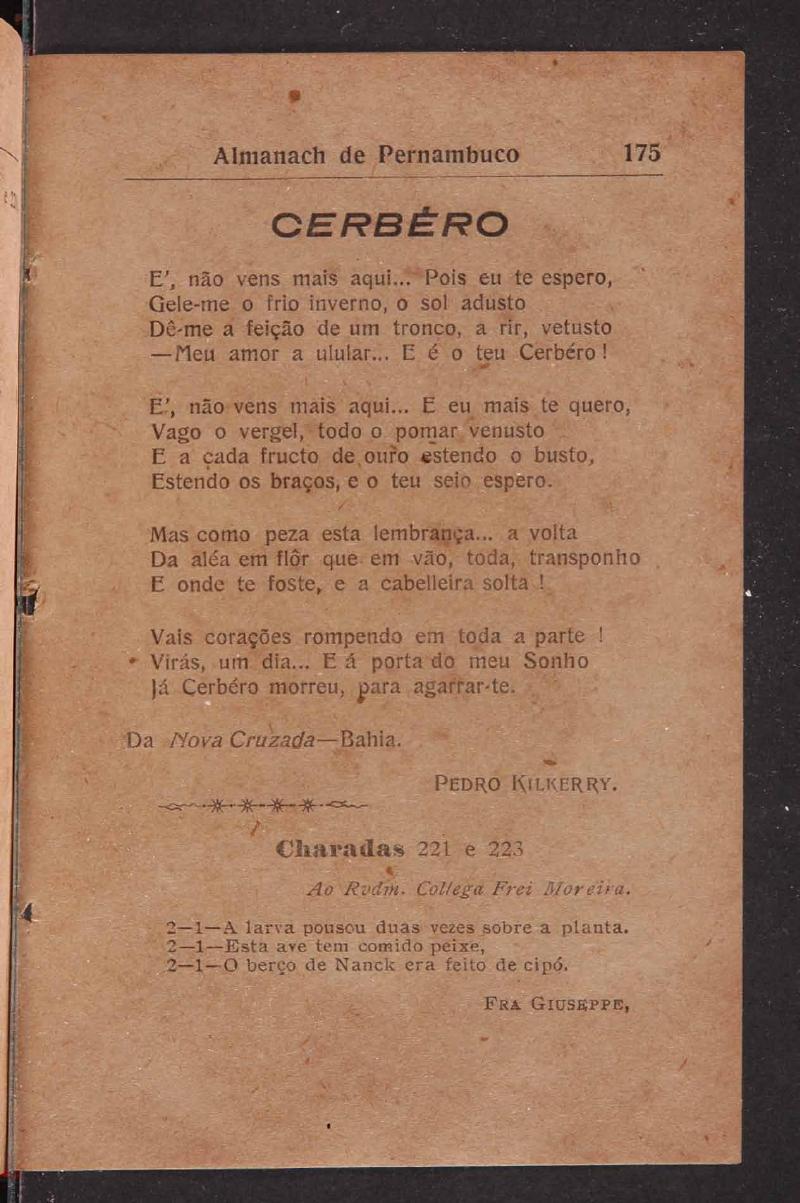 Almanach de Pernambuco 175
CERBÉRO
E', não vens mais aqui... Pois eu te espero,
Gele-me o frio inverno, o sol adusto
Dê-me a feição de um tronco, a rir, vetusto
—Meu amor a ulular... E é o teu Cerbéro !
E', não vens mais aqui... E eu mais te quero,
Vago o vergel, todo o pomar venusto
E a cada fructo de ouro estendo o busto,
Estendo os braços, e o teu seio espero.
Mas como peza esta lembrança... a volta
Da aléa em flôr que em vão, toda, transponho
E onde te foste, e a cabelleira solta !
Vais corações rompendo em toda a parte !
Virás, um dia... E á porta do meu Sonho
Já Cerbéro morreu, para agarrar-te.
Da Nova Cruzada—Bahia.
PEDRO KILKERRY.
Charadas 221 e 223
Ao Rvdm. Collega Frei Moreira.
2—1—A larva pousou duas vezes sobre a planta.
2—1—Esta ave tem comido peixe,
2—1—O berço de Nanck era feito de cipó.
FRA GIUSEPPE,
4